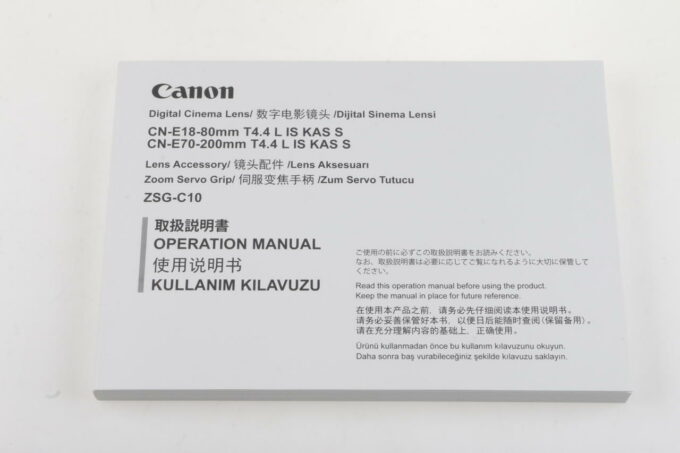 Canon
Digital Cinema Lens/ 数字电影镜头 /Dijital Sinema Lensi
CN-E18-80mm T4.4 L IS KAS S
CN-E70-200mm T4.4 L IS KAS S
Lens Accessory/ 镜头配件 /Lens Aksesuarı
Zoom Servo Grip/ 伺服变焦手柄 /Zum Servo Tutucu
ZSG-C10
取扱説明書
OPERATION MANUAL
使用说明书
KULLANIM KILAVUZU
ご使用の前に必ずこの取扱説明書をお読みください。
なお、取扱説明書は必要に応じてご覧になれるように大切に保管して
ください。
Read this operation manual before using the product.
Keep the manual in place for future reference.
在使用本产品之前，请务必先仔细阅读本使用说明书。
请务必妥善保管好本书，以便日后能随时查阅(保留备用)。
请在充分理解内容的基础上，正确使用。
Ürünü kullanmadan önce bu kullanım kılavuzunu okuyun.
Daha sonra baş vurabileceğiniz şekilde kılavuzu saklayın.